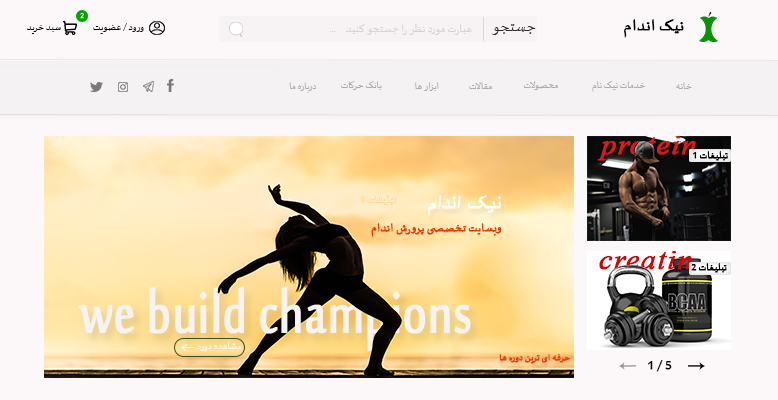 نیک اندام
جستجو
عبارت مورد نظر را جستجو کنید. ...
ورود / عضویت
سبد خرید
2
خانه
خدمات نیک نام
محصولات
مقالات
ابزار ها
بانک حرکات
درباره ما
protein
تبلیغات 1
creatin
تبلیغات 2
BCAA
1 / 5
نیک اندام
تبلیغات
وبسایت تخصصی پرورش اندام
we build champions
مشاهده دوره
حرفه ای ترین دوره ها